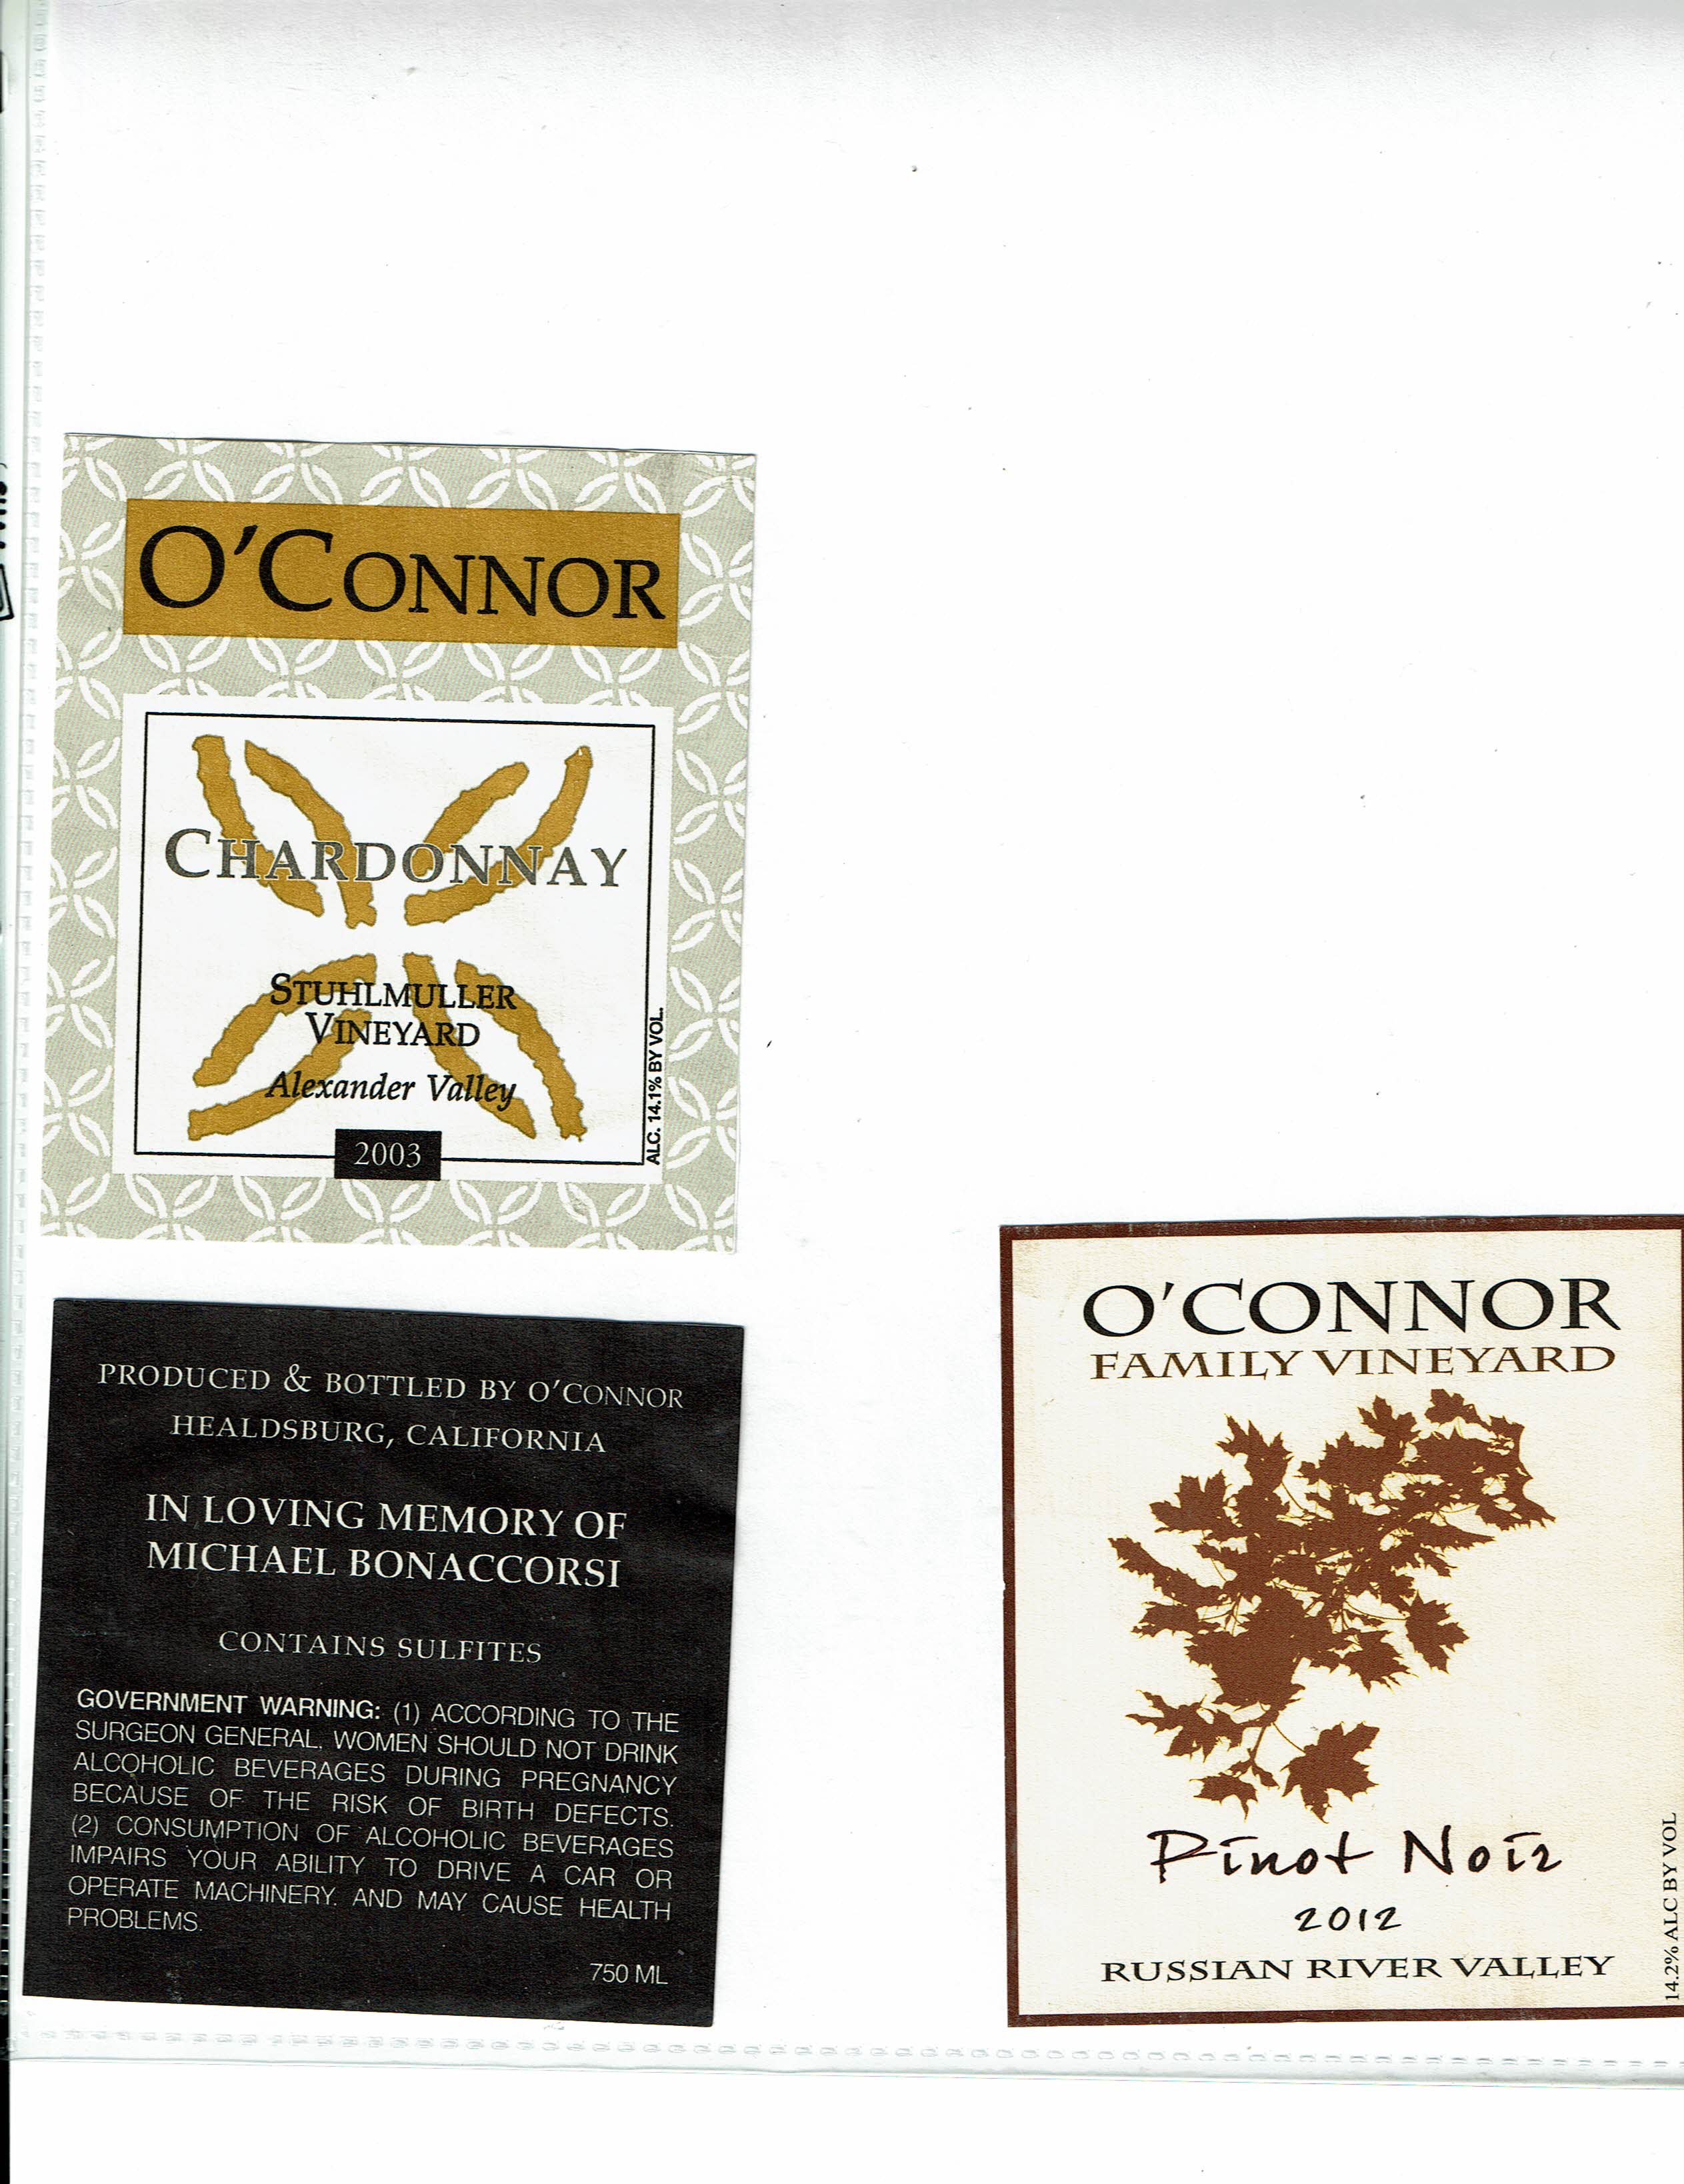 O'CONNOR
CHARDONNAY
STUHLMULLER
VINEYARD
Alexander Valley
2003
ALC. 14.1% BY VOL.
PRODUCED & BOTTLED BY O'CONNOR
HEALDSBURG, CALIFORNIA
IN LOVING MEMORY OF
MICHAEL BONACCORSI
CONTAINS SULFITES
GOVERNMENT WARNING: (1) ACCORDING TO THE
SURGEON GENERAL, WOMEN SHOULD NOT DRINK
ALCOHOLIC BEVERAGES DURING PREGNANCY
BECAUSE OF THE RISK OF BIRTH DEFECTS.
(2) CONSUMPTION OF ALCOHOLIC BEVERAGES
IMPAIRS YOUR ABILITY TO DRIVE A CAR OR
OPERATE MACHINERY, AND MAY CAUSE HEALTH
PROBLEMS.
750 ML
O'CONNOR
FAMILY VINEYARD
Pinot Noir
2012
RUSSIAN RIVER VALLEY
14.2% ALC BY VOL